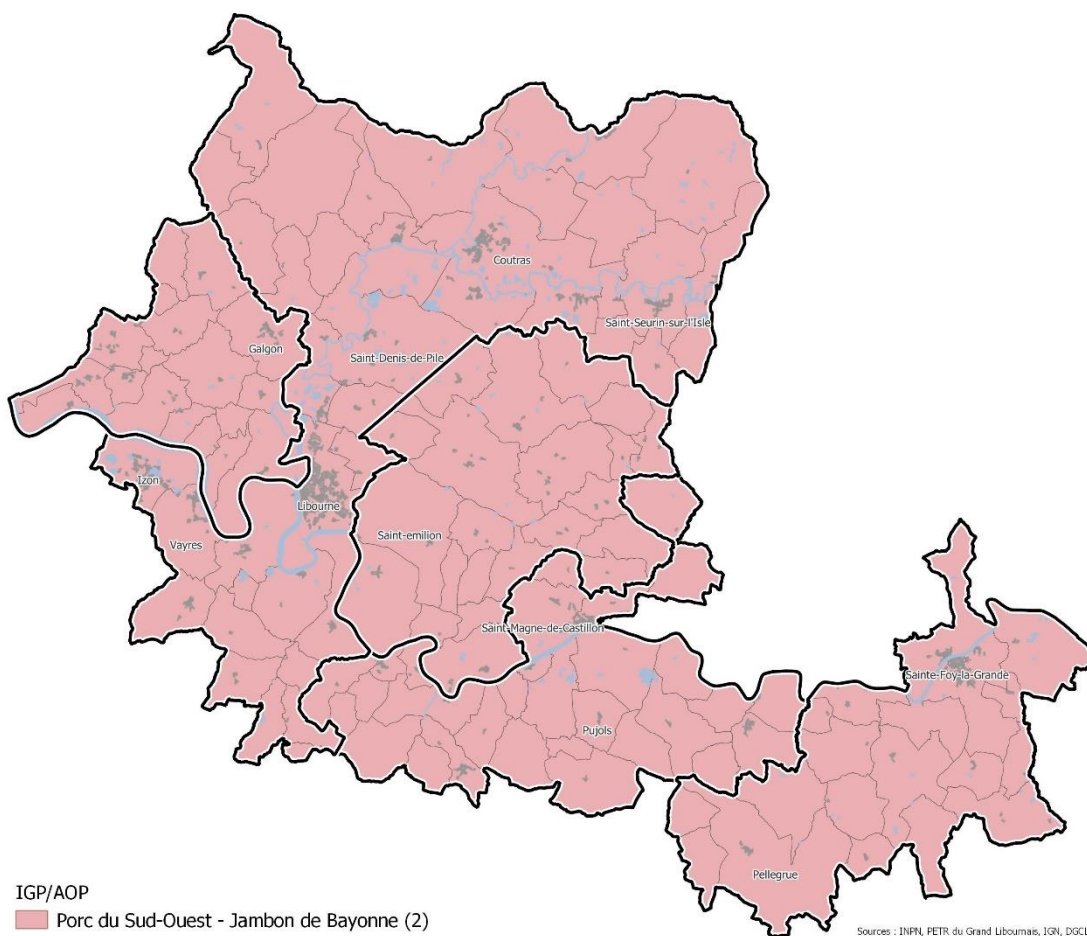 Coutras
Saint-Seurin-sur-l'Isle
Galgon
Saint-Denis-de-Pile
Izon
Libourne
Saint-emilion
Vayres
Saint-Magne-de-Castillon
Sainte-Foy-la-Grande
Pujols
Pellegrue
IGP/AOP
Porc du Sud-Ouest - Jambon de Bayonne (2)
Sources : INPN, PETR du Grand Libournais, IGN, DGCL